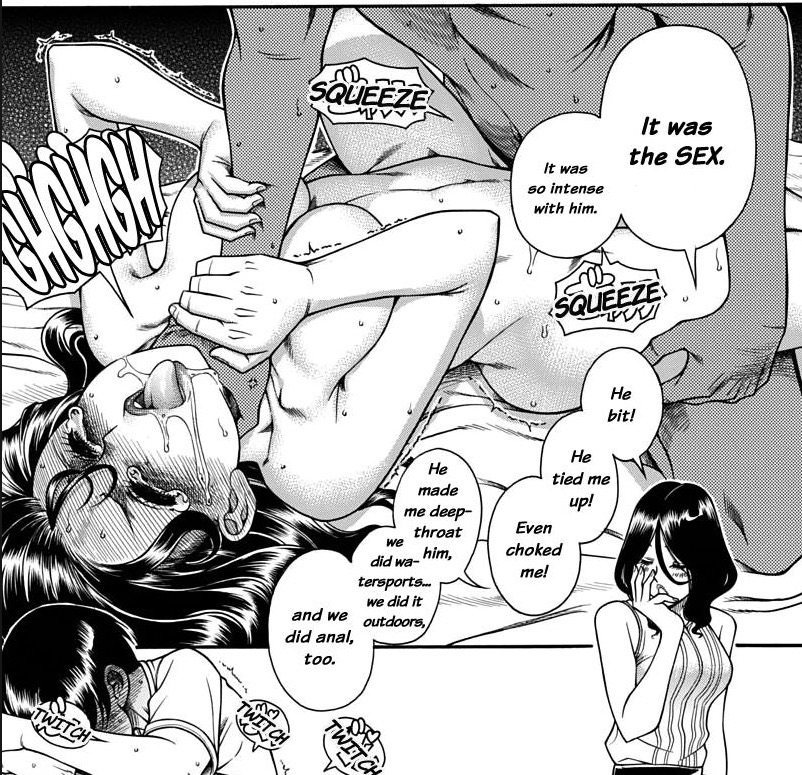 It was
the SEX.
It was
so intense
with him.
SQUEEZE
GHGHGH
SQUEEZE
He
bit!
He
tied me
up!
Even
choked
me!
He
made
me deep-
throat
him,
we
did wa-
tersports...
we did it
outdoors,
and we
did anal,
too.
TWITCH
TWITCH
TWITCH